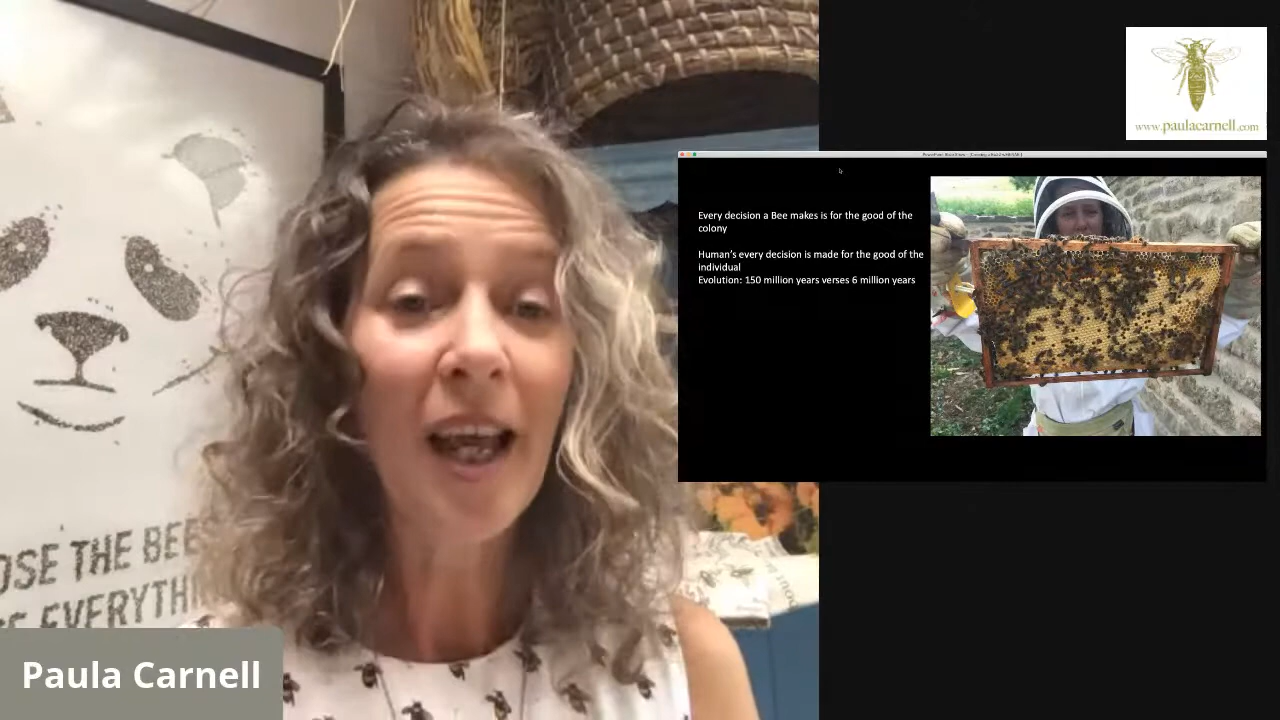 www.paulacarnell.com
Every decision a Bee makes is for the good of the
colony
Human's every decision is made for the good of the
individual
Evolution: 150 million years verses 6 million years
OSE THE BEE
EVERYTH
Paula Carnell